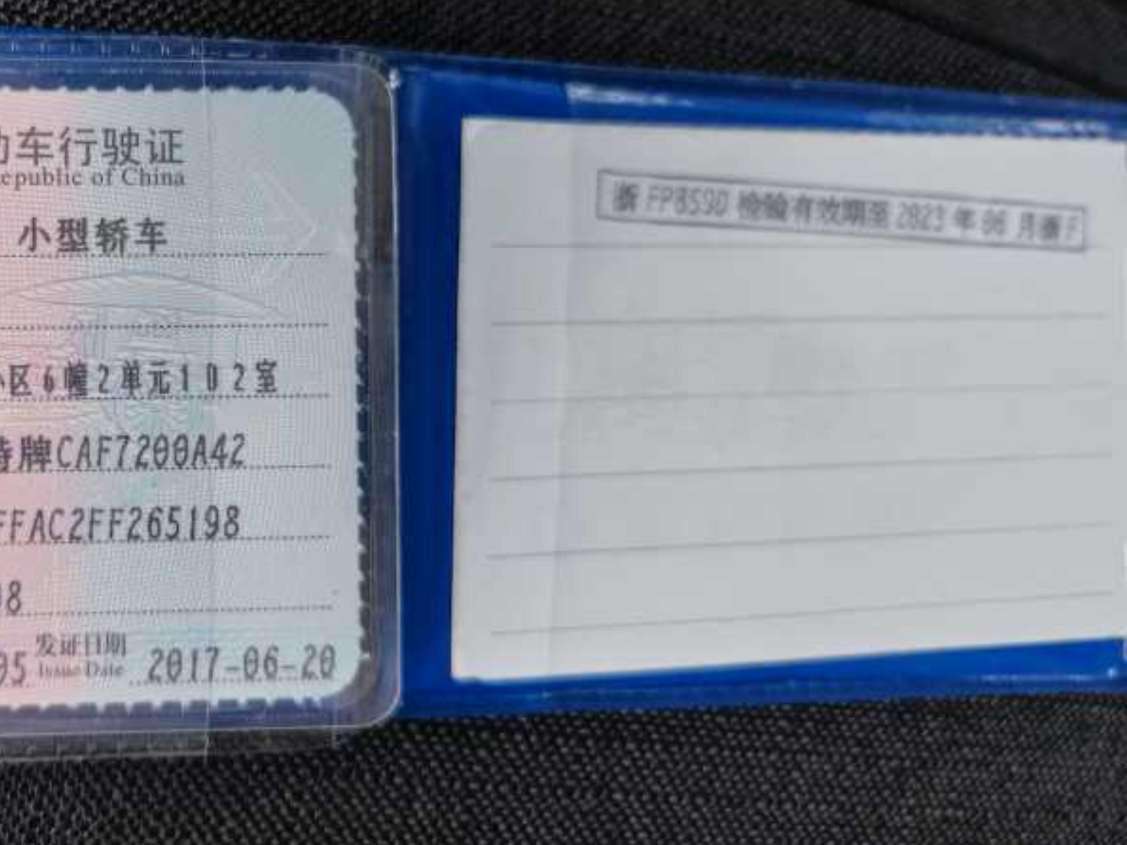 动车行驶证
epublic of China
小型轿车
小区6幢2单元102室
特牌CAF7200A42
FFAC2FF265198
98
05 发证日期 Issue Date 2017-06-20
浙FP8590 检验有效期至2023年06月